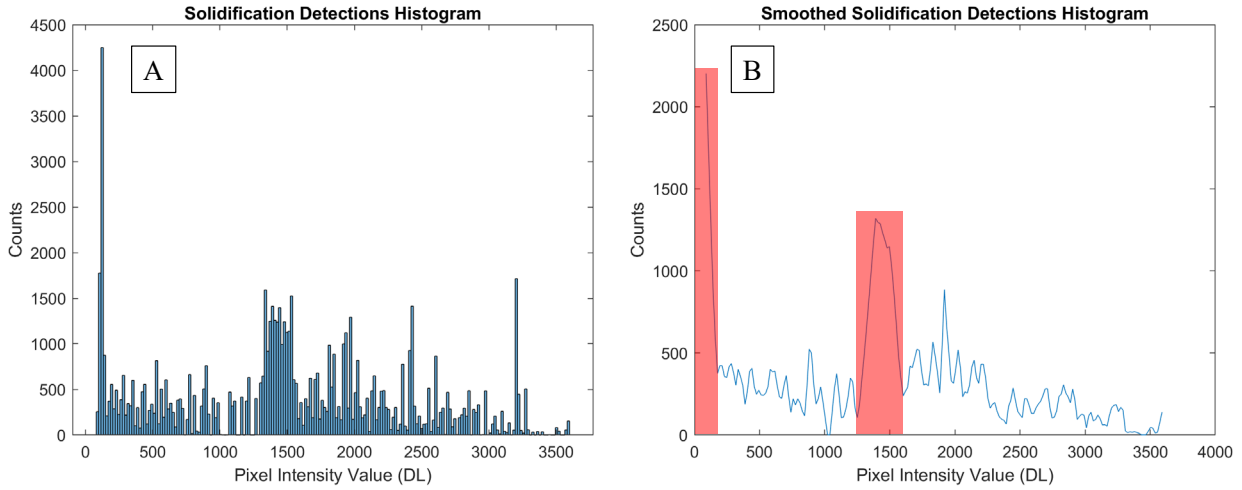 Solidification Detections Histogram
A
4500
4000
3500
3000
2500
2000
1500
1000
500
0
Counts
0 500 1000 1500 2000 2500 3000 3500
Pixel Intensity Value (DL)
Smoothed Solidification Detections Histogram
B
2500
2000
1500
1000
500
0
Counts
0 500 1000 1500 2000 2500 3000 3500 4000
Pixel Intensity Value (DL)